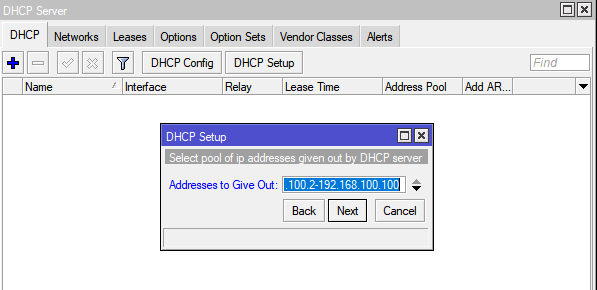 DHCP Server
DHCP Networks Leases Options Option Sets Vendor Classes Alerts
DHCP Config DHCP Setup Find
Name Interface Relay Lease Time Address Pool Add AR...
DHCP Setup
Select pool of ip addresses given out by DHCP server
Addresses to Give Out: .100.2-192.168.100.100
Back Next Cancel